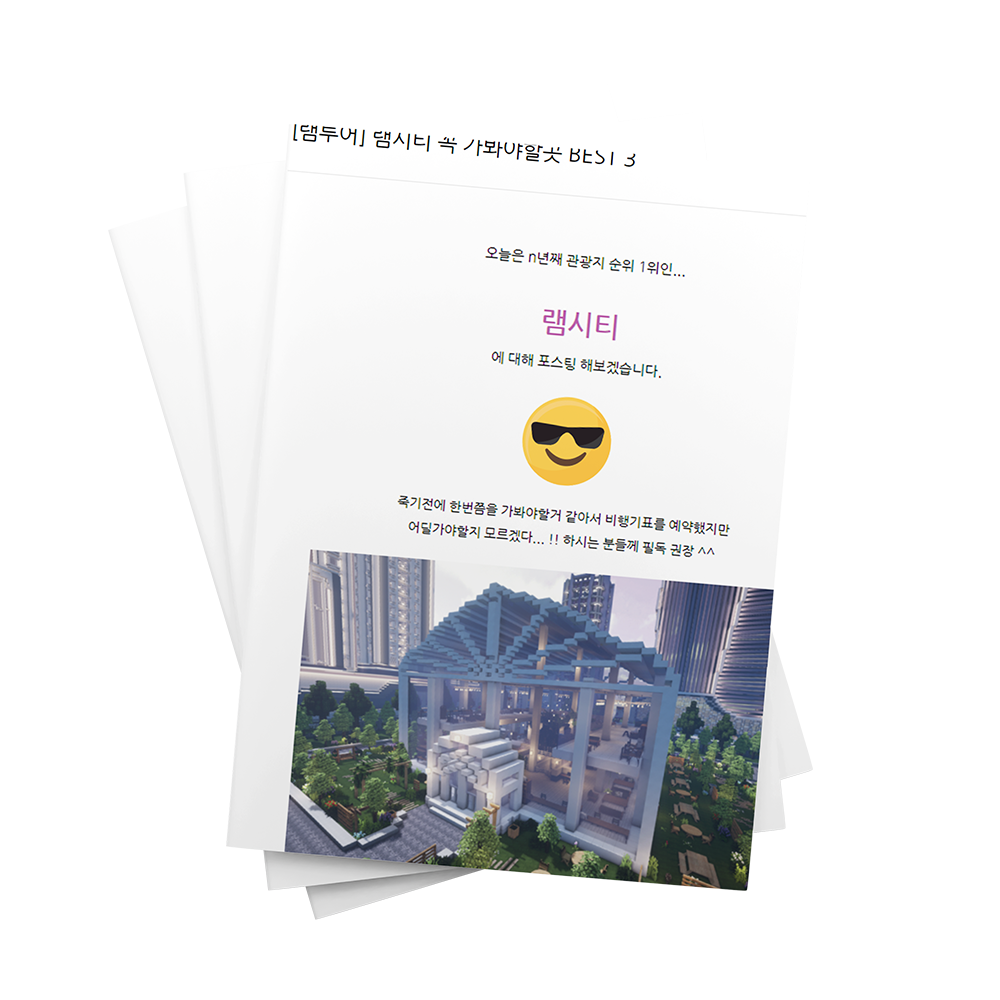 [램투어] 램시티 꼭 가봐야할곳 BEST 3
오늘은 n년째 관광지 순위 1위인...
램시티
에 대해 포스팅 해보겠습니다.
죽기전에 한번쯤을 가봐야할거 같아서 비행기표를 예약했지만
어딜가야할지 모르겠다... !! 하시는 분들께 필독 권장 ^^